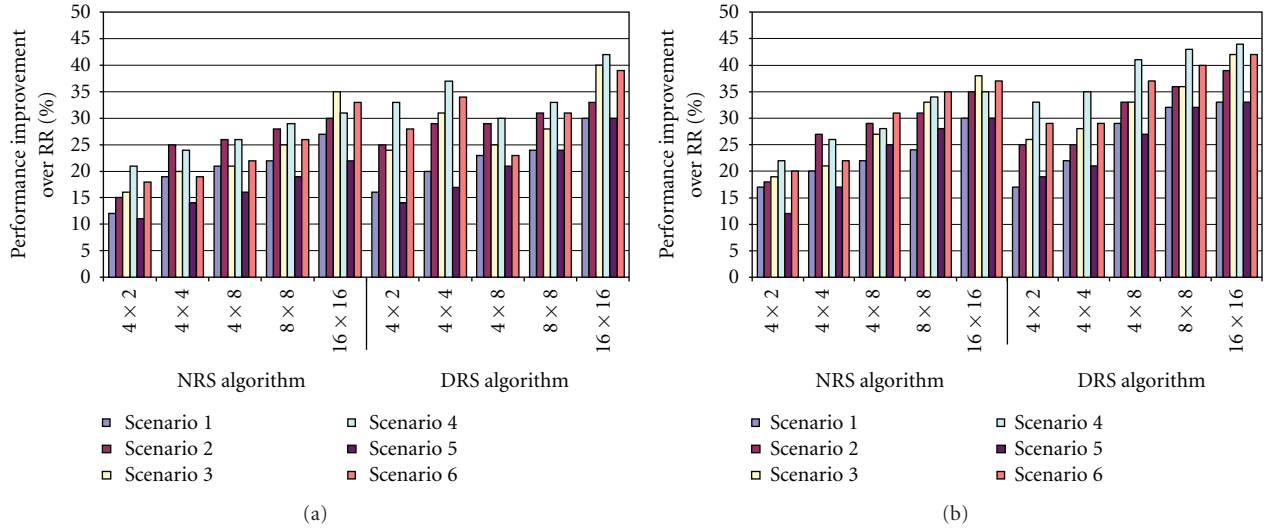 Performance improvement
over RR (%)
50
45
40
35
30
25
20
15
10
5
0
4 × 2
4 × 4
4 × 8
8 × 8
16 × 16
4 × 2
4 × 4
4 × 8
8 × 8
16 × 16
NRS algorithm
DRS algorithm
Scenario 1
Scenario 2
Scenario 3
Scenario 4
Scenario 5
Scenario 6
(a)
Performance improvement
over RR (%)
50
45
40
35
30
25
20
15
10
5
0
4 × 2
4 × 4
4 × 8
8 × 8
16 × 16
4 × 2
4 × 4
4 × 8
8 × 8
16 × 16
NRS algorithm
DRS algorithm
Scenario 1
Scenario 2
Scenario 3
Scenario 4
Scenario 5
Scenario 6
(b)